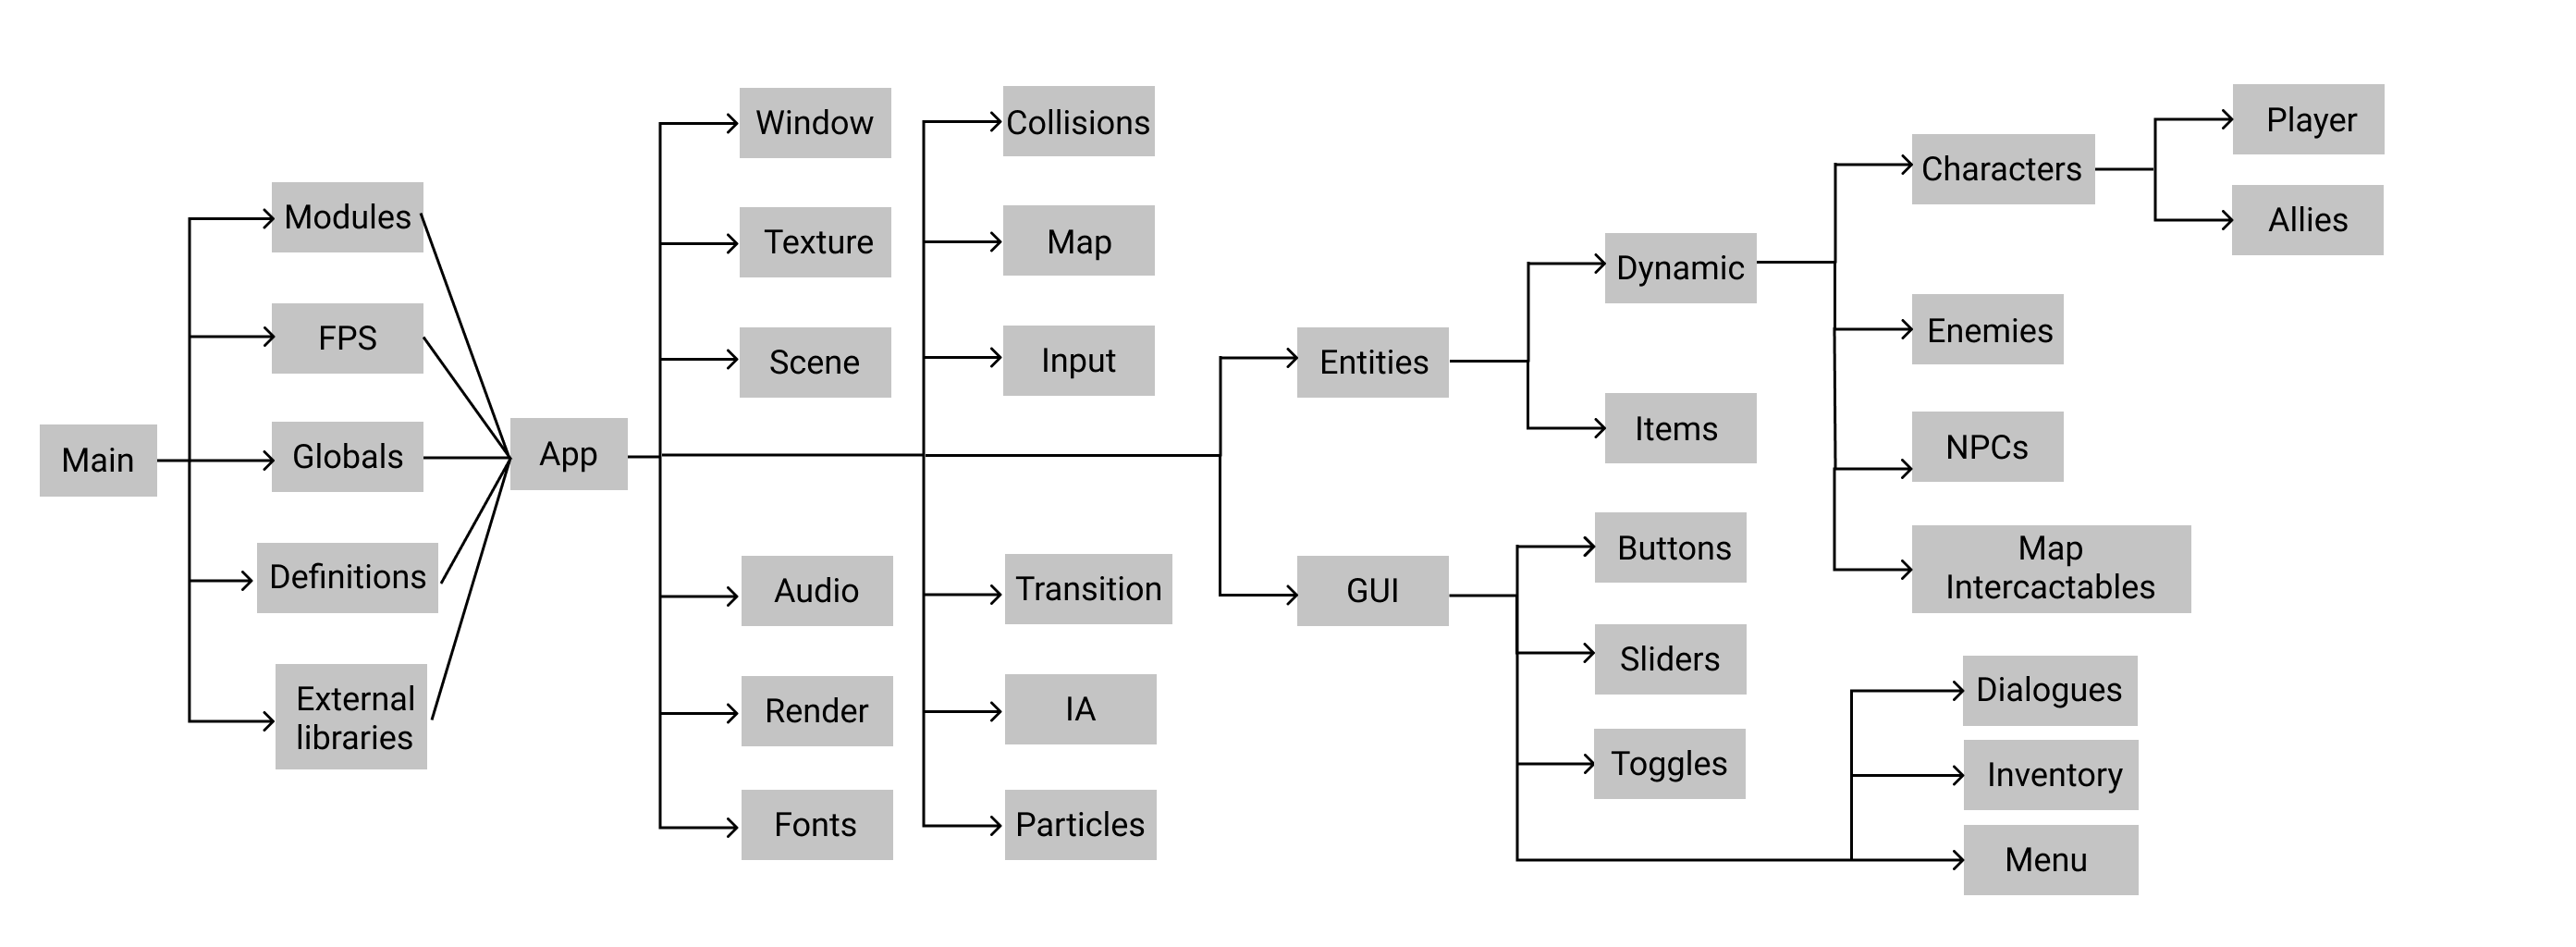 Main
Modules
FPS
Globals
Definitions
External
libraries
App
Window
Texture
Scene
Audio
Render
Fonts
Collisions
Map
Input
Transition
IA
Particles
Entities
GUI
Dynamic
Items
Buttons
Sliders
Toggles
Characters
Enemies
NPCs
Map
Intercactables
Dialogues
Inventory
Menu
Player
Allies